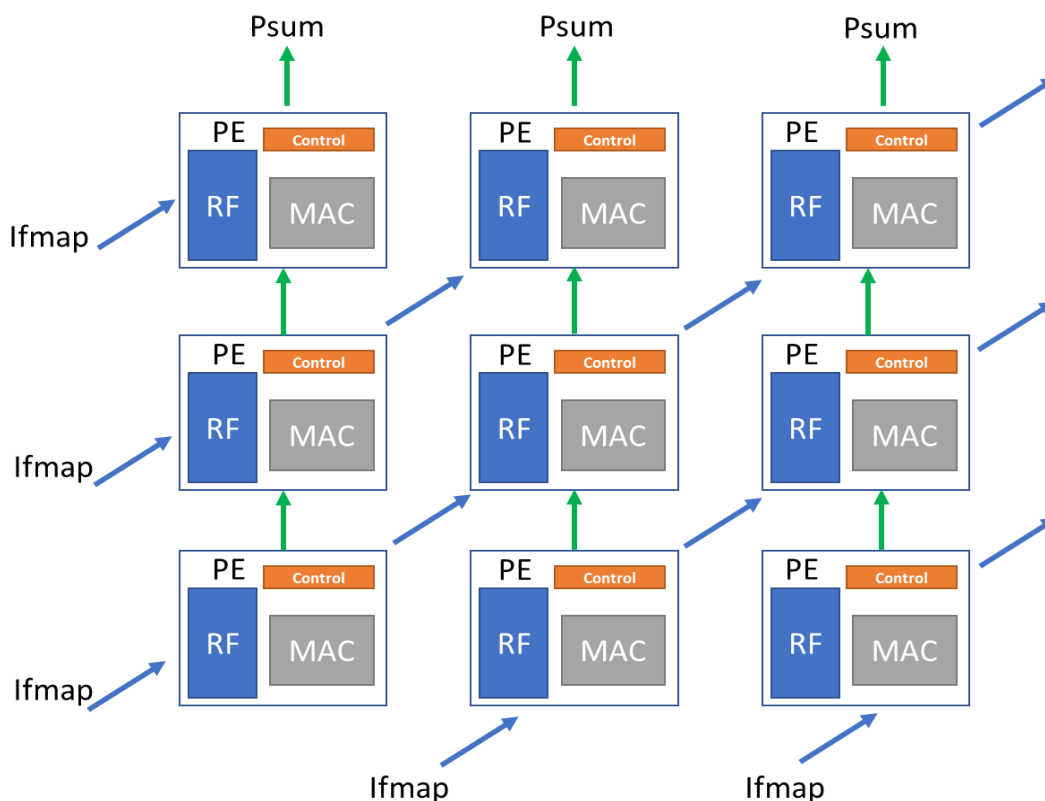 Psum Psum Psum
PE Control PE Control PE Control
RF MAC RF MAC RF MAC
Ifmap
PE Control PE Control PE Control
RF MAC RF MAC RF MAC
Ifmap
PE Control PE Control PE Control
RF MAC RF MAC RF MAC
Ifmap
Ifmap Ifmap